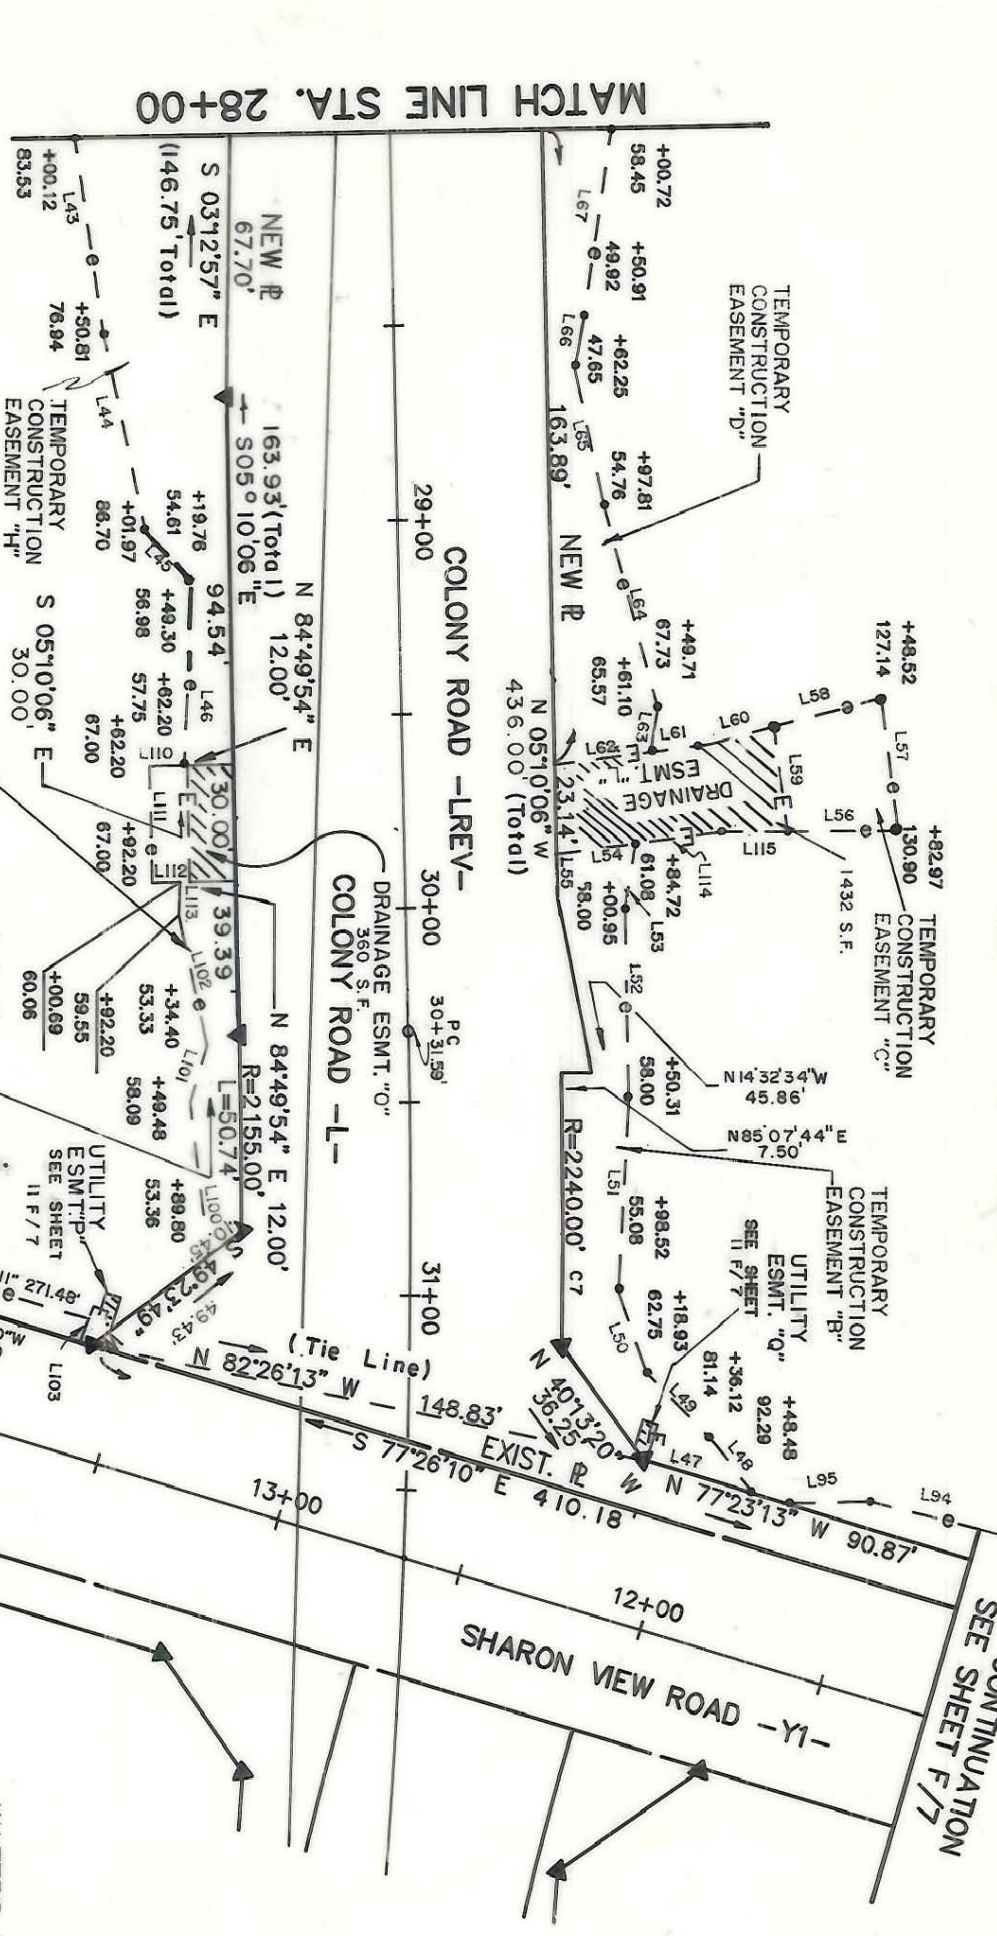 MATCH LINE STA. 28+00
+00.72
58.45
L67
+50.91
49.92
L66
+62.25
47.65
L65
+97.81
54.76
TEMPORARY
CONSTRUCTION
EASEMENT "D"
163.89'
NEW PL
L64
+49.71
67.73
+61.10
65.57
L63
L62
L61
L60
L58
+48.52
127.14
L57
L59
L56
+82.97
130.90
TEMPORARY
CONSTRUCTION
EASEMENT "C"
1432 S.F.
DRAINAGE
ESMT.
E
E
E
L115
L114
+84.72
61.08
L54
L55
23.14'
N 05°10'06" W
436.00' (Total)
L53
+00.95
58.00
L52
N14°32'34"W
45.86'
N85°07'44"E
7.50'
+50.31
58.00
TEMPORARY
CONSTRUCTION
EASEMENT "B"
L51
R=2240.00' C7
+98.52
55.08
L50
+18.93
62.75
UTILITY
ESMT. "Q"
SEE SHEET
11 F/7
+36.12
81.14
L49
+48.48
92.29
L48
L47
L95
L94
N 40°13'20" W
36.25'
E
N 77°23'13" W 90.87'
COLONY ROAD -LREV-
29+00
30+00
PC
30+31.59'
31+00
COLONY ROAD -L-
NEW PL
67.70'
S 03°12'57" E
(146.75' Total)
163.93' (Total)
S05°10'06"E
94.54'
N 84°49'54" E
12.00'
30.00'
39.39
DRAINAGE ESMT. "O"
360 S.F.
N 84°49'54" E 12.00'
R=2155.00'
L=50.74'
L43
+00.12
83.53
+50.81
76.94
L44
TEMPORARY
CONSTRUCTION
EASEMENT "H"
+01.97
86.70
L45
+19.76
54.61
+49.30
56.98
L46
+62.20
57.75
L110
+62.20
67.00
E
L111
L112
+92.20
67.00
L113
S 05°10'06" E
30.00'
+92.20
59.55
+00.69
60.06
L102
+34.40
53.33
L101
+49.48
58.09
L100
+89.80
53.36
UTILITY
ESMT. "P"
SEE SHEET
11 F/7
S 49°23'49"
49.43'
271.48'
L103
(Tie Line)
N 82°26'13" W
148.83'
S 77°26'10" E 410.18'
EXIST. PL
13+00
12+00
SHARON VIEW ROAD -Y1-
SEE CONTINUATION
SEE SHEET F/7